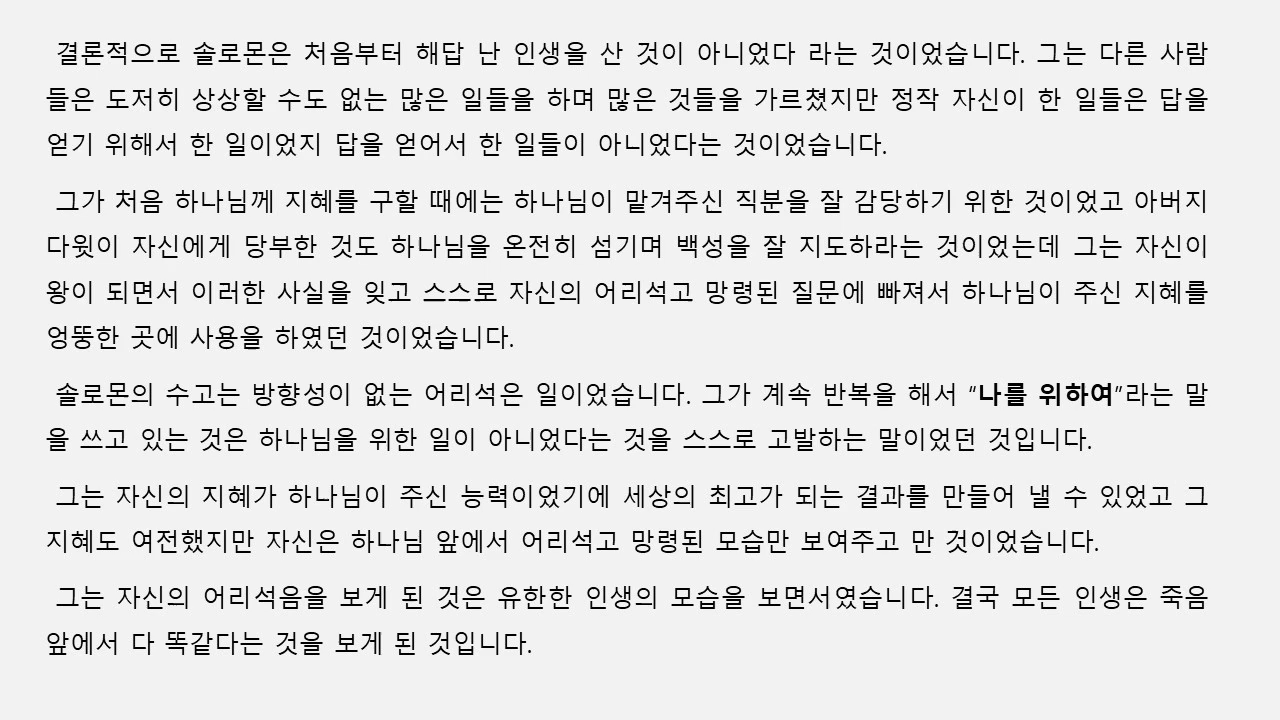 결론적으로 솔로몬은 처음부터 해답 난 인생을 산 것이 아니었다 라는 것이었습니다. 그는 다른 사람
들은 도저히 상상할 수도 없는 많은 일들을 하며 많은 것들을 가르쳤지만 정작 자신이 한 일들은 답을
얻기 위해서 한 일이었지 답을 얻어서 한 일들이 아니었다는 것이었습니다.
그가 처음 하나님께 지혜를 구할 때에는 하나님이 맡겨주신 직분을 잘 감당하기 위한 것이었고 아버지
다윗이 자신에게 당부한 것도 하나님을 온전히 섬기며 백성을 잘 지도하라는 것이었는데 그는 자신이
왕이 되면서 이러한 사실을 잊고 스스로 자신의 어리석고 망령된 질문에 빠져서 하나님이 주신 지혜를
엉뚱한 곳에 사용을 하였던 것이었습니다.
솔로몬의 수고는 방향성이 없는 어리석은 일이었습니다. 그가 계속 반복을 해서 “나를 위하여”라는 말
을 쓰고 있는 것은 하나님을 위한 일이 아니었다는 것을 스스로 고발하는 말이었던 것입니다.
그는 자신의 지혜가 하나님이 주신 능력이었기에 세상의 최고가 되는 결과를 만들어 낼 수 있었고 그
지혜도 여전했지만 자신은 하나님 앞에서 어리석고 망령된 모습만 보여주고 만 것이었습니다.
그는 자신의 어리석음을 보게 된 것은 유한한 인생의 모습을 보면서였습니다. 결국 모든 인생은 죽음
앞에서 다 똑같다는 것을 보게 된 것입니다.